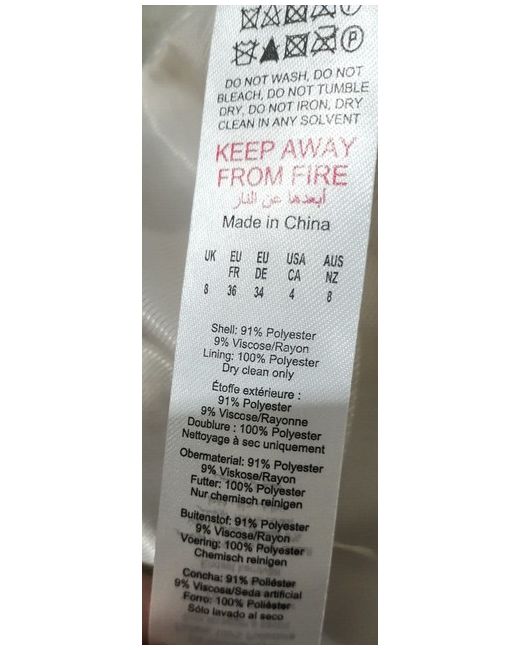 DO NOT WASH, DO NOT
BLEACH, DO NOT TUMBLE
DRY, DO NOT IRON, DRY
CLEAN IN ANY SOLVENT
KEEP AWAY
FROM FIRE
أبعدها عن النار
Made in China
UK EU EU USA AUS
FR DE CA NZ
8 36 34 4 8
Shell: 91% Polyester
9% Viscose/Rayon
Lining: 100% Polyester
Dry clean only
Étoffe extérieure :
91% Polyester
9% Viscose/Rayonne
Doublure : 100% Polyester
Nettoyage à sec uniquement
Obermaterial: 91% Polyester
9% Viskose/Rayon
Futter: 100% Polyester
Nur chemisch reinigen
Buitenstof: 91% Polyester
9% Viscose/Rayon
Voering: 100% Polyester
Chemisch reinigen
Concha: 91% Poliéster
9% Viscosa/Seda artificial
Forro: 100% Poliéster
Sólo lavado al seco